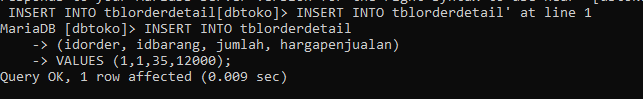 INSERT INTO tblorderdetail[dbtoko]> INSERT INTO tblorderdetail' at line 1
MariaDB [dbtoko]> INSERT INTO tblorderdetail
    -> (idorder, idbarang, jumlah, hargapenjualan)
    -> VALUES (1,1,35,12000);
Query OK, 1 row affected (0.009 sec)